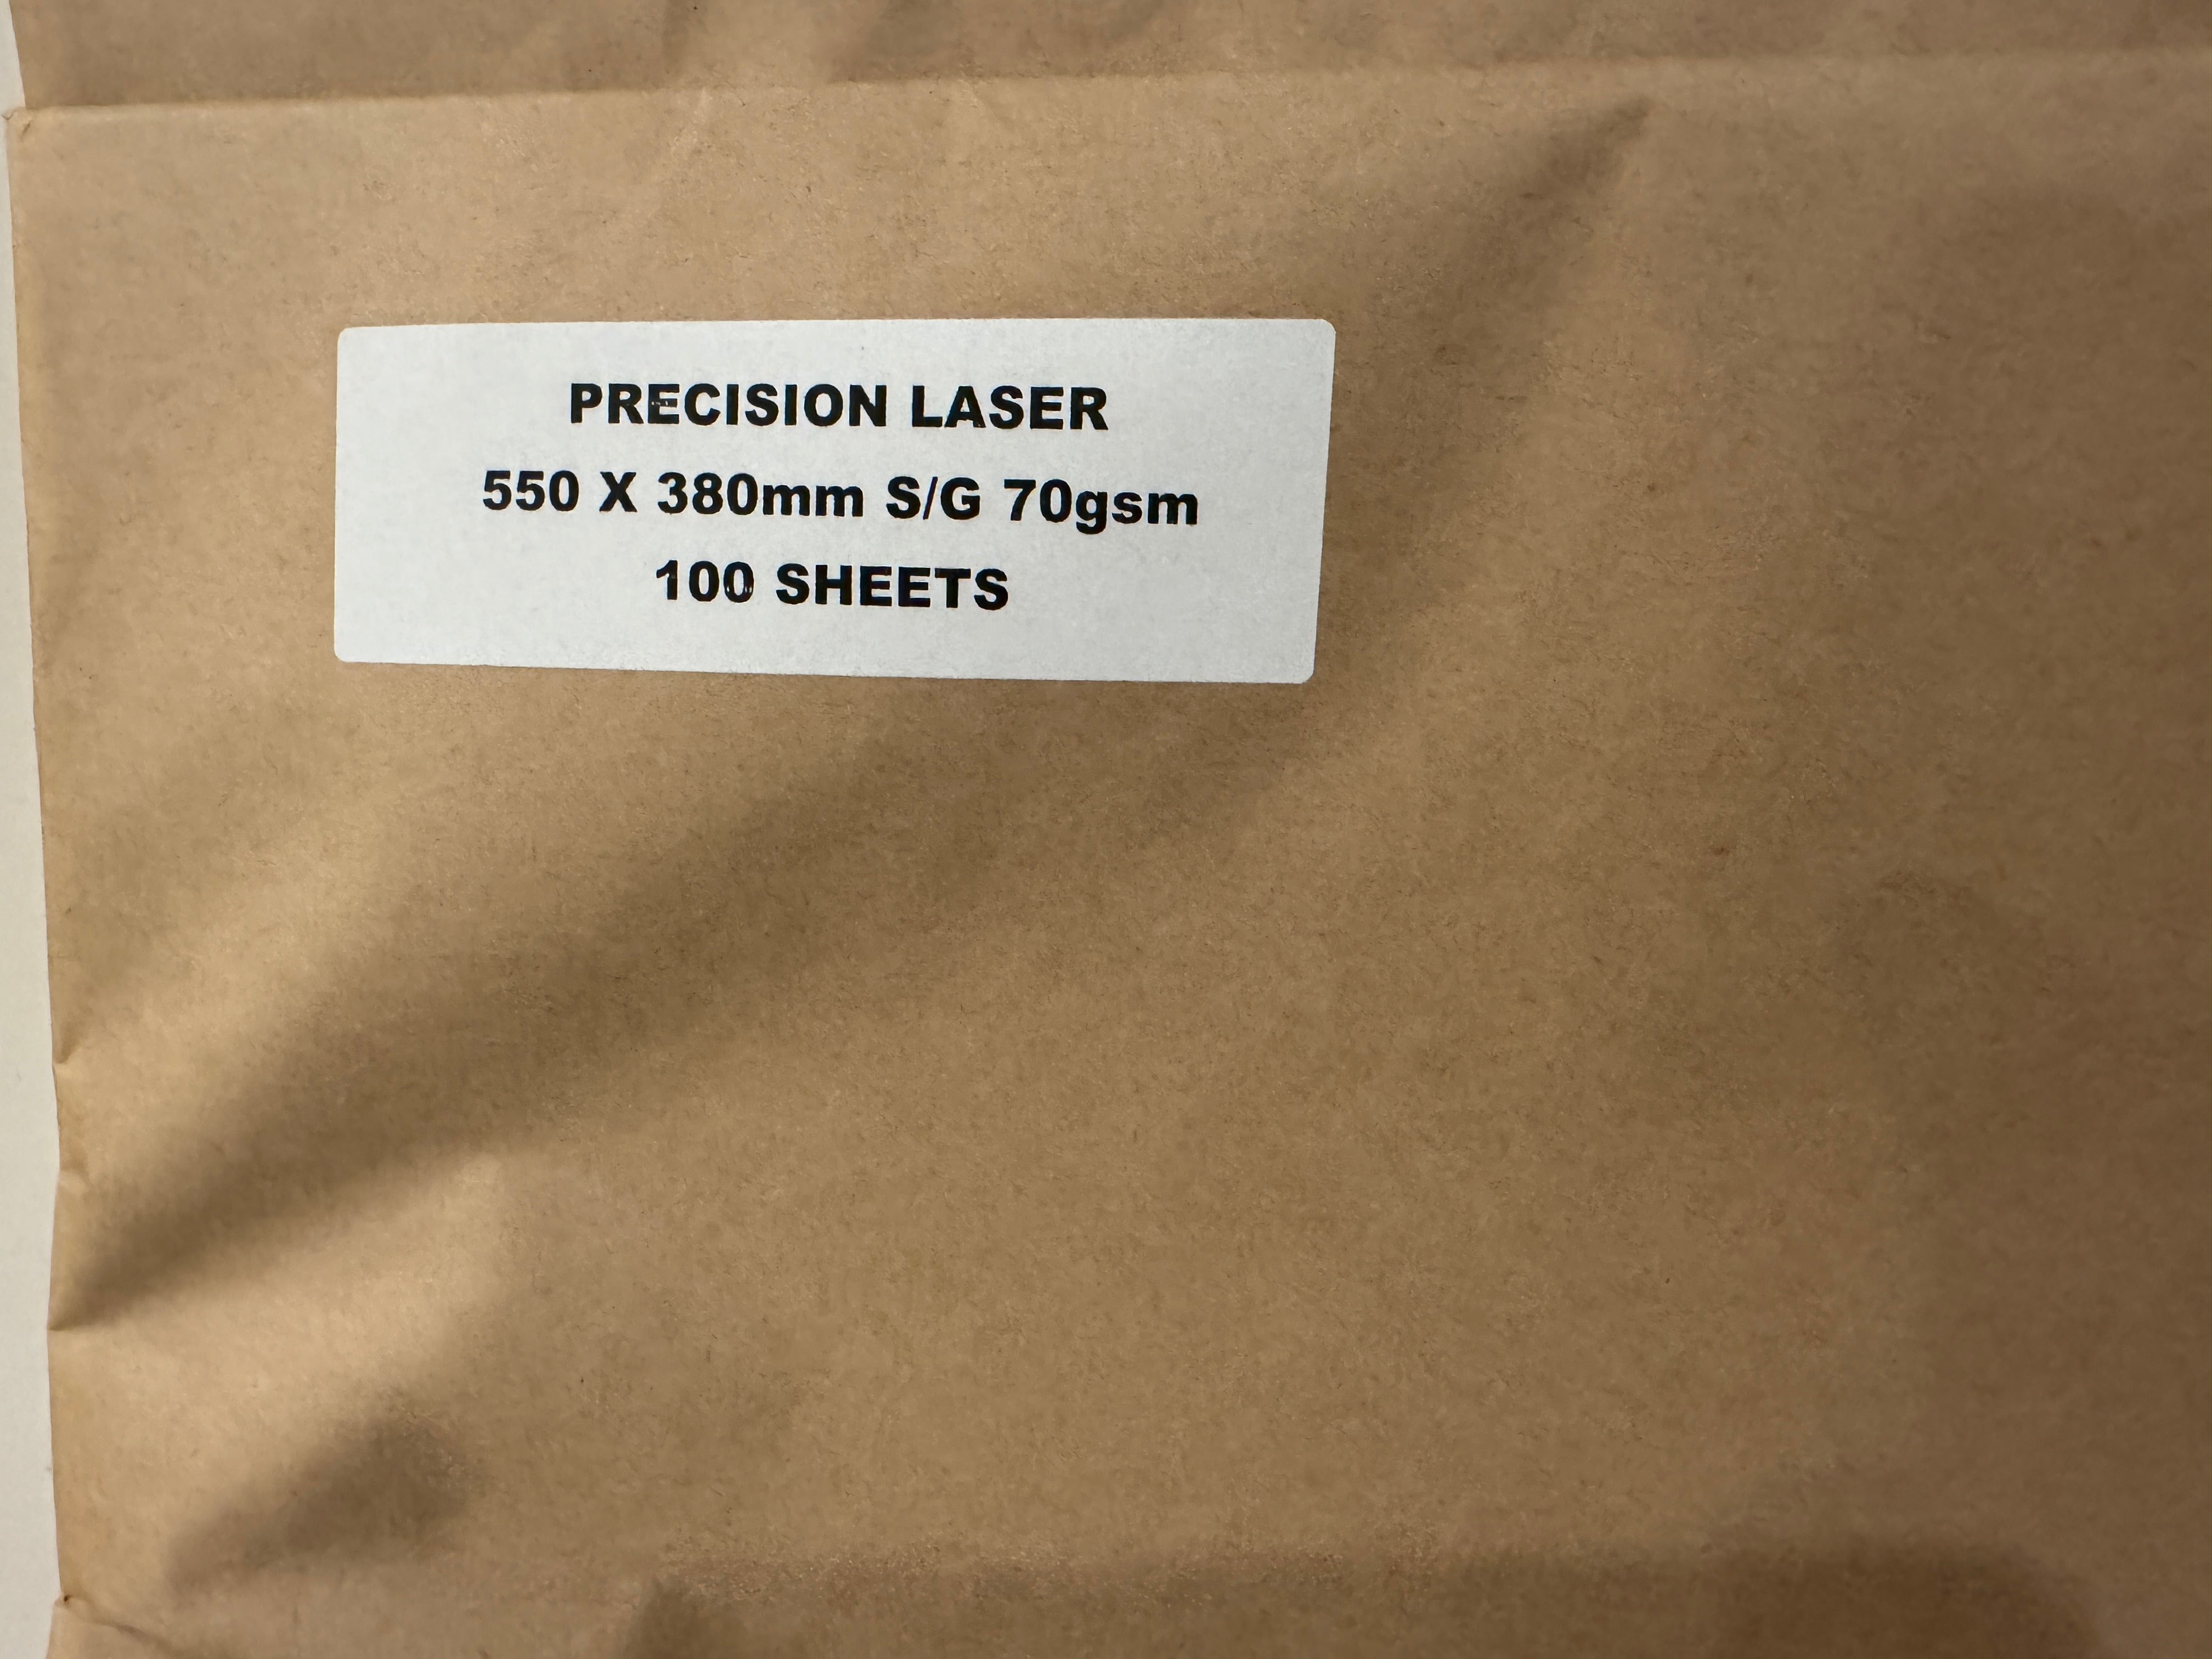 PRECISION LASER
550 X 380mm S/G 70gsm
100 SHEETS